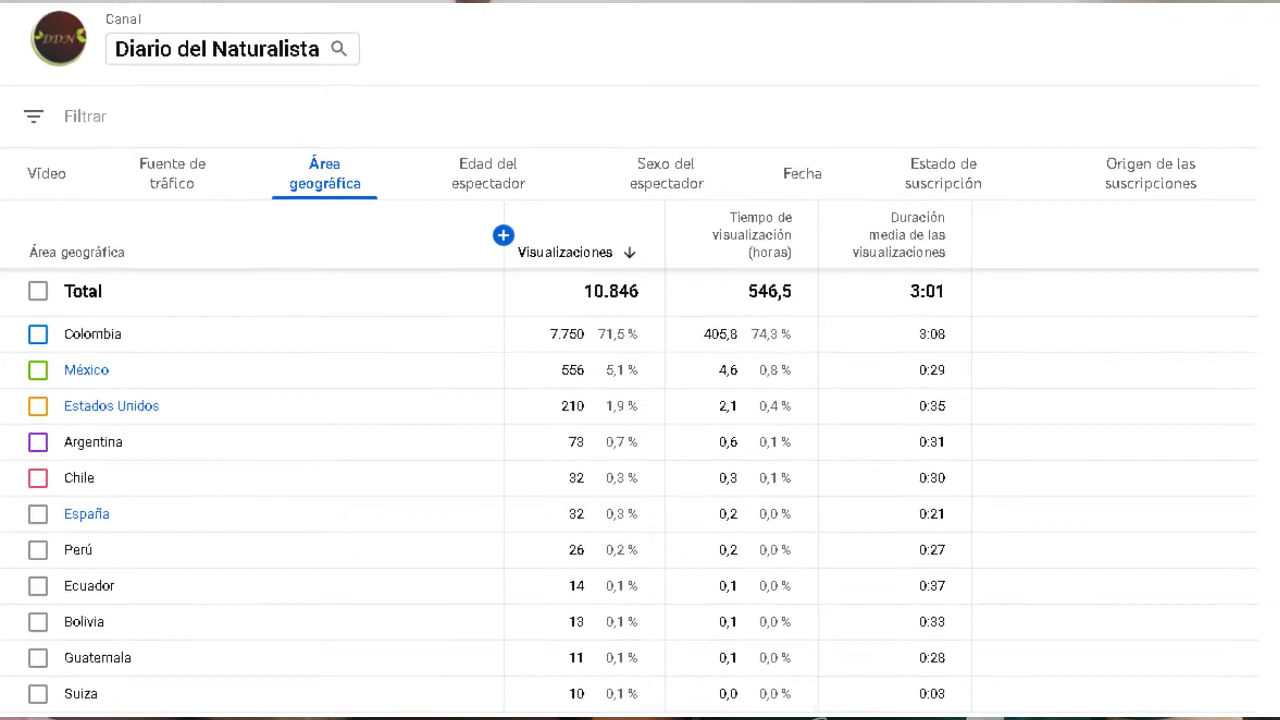 Canal
DDN
Diario del Naturalista
Filtrar
Vídeo
Fuente de
tráfico
Área
geográfica
Edad del
espectador
Sexo del
espectador
Fecha
Estado de
suscripción
Origen de las
suscripciones
Área geográfica
Visualizaciones
Tiempo de
visualización
(horas)
Duración
media de las
visualizaciones
Total 10.846 546,5 3:01
Colombia 7.750 71,5 % 405,8 74,3 % 3:08
México 556 5,1 % 4,6 0,8 % 0:29
Estados Unidos 210 1,9 % 2,1 0,4 % 0:35
Argentina 73 0,7 % 0,6 0,1 % 0:31
Chile 32 0,3 % 0,3 0,1 % 0:30
España 32 0,3 % 0,2 0,0 % 0:21
Perú 26 0,2 % 0,2 0,0 % 0:27
Ecuador 14 0,1 % 0,1 0,0 % 0:37
Bolivia 13 0,1 % 0,1 0,0 % 0:33
Guatemala 11 0,1 % 0,1 0,0 % 0:28
Suiza 10 0,1 % 0,0 0,0 % 0:03